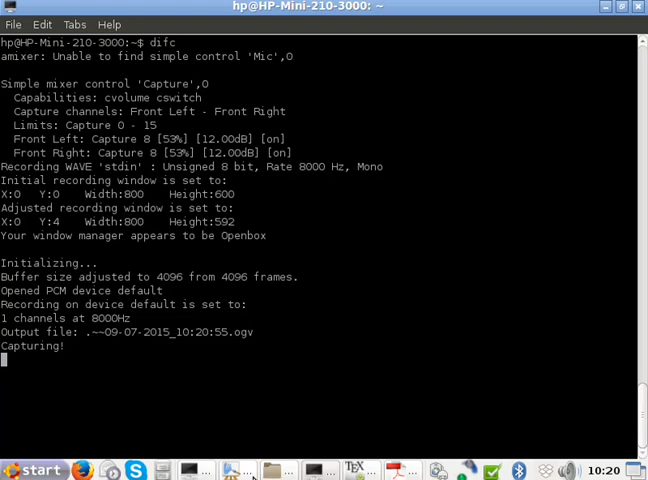 hp@HP-Mini-210-3000: ~
File Edit Tabs Help
hp@HP-Mini-210-3000:~$ difc
amixer: Unable to find simple control 'Mic',0
Simple mixer control 'Capture',0
Capabilities: cvolume cswitch
Capture channels: Front Left - Front Right
Limits: Capture 0 - 15
Front Left: Capture 8 [53%] [12.00dB] [on]
Front Right: Capture 8 [53%] [12.00dB] [on]
Recording WAVE 'stdin' : Unsigned 8 bit, Rate 8000 Hz, Mono
Initial recording window is set to:
X:0 Y:0 Width:800 Height:600
Adjusted recording window is set to:
X:0 Y:4 Width:800 Height:592
Your window manager appears to be Openbox
Initializing...
Buffer size adjusted to 4096 from 4096 frames.
Opened PCM device default
Recording on device default is set to:
1 channels at 8000Hz
Output file: .~~09-07-2015_10:20:55.ogv
Capturing!
start ... ... ... ... TEX ... ... 10:20